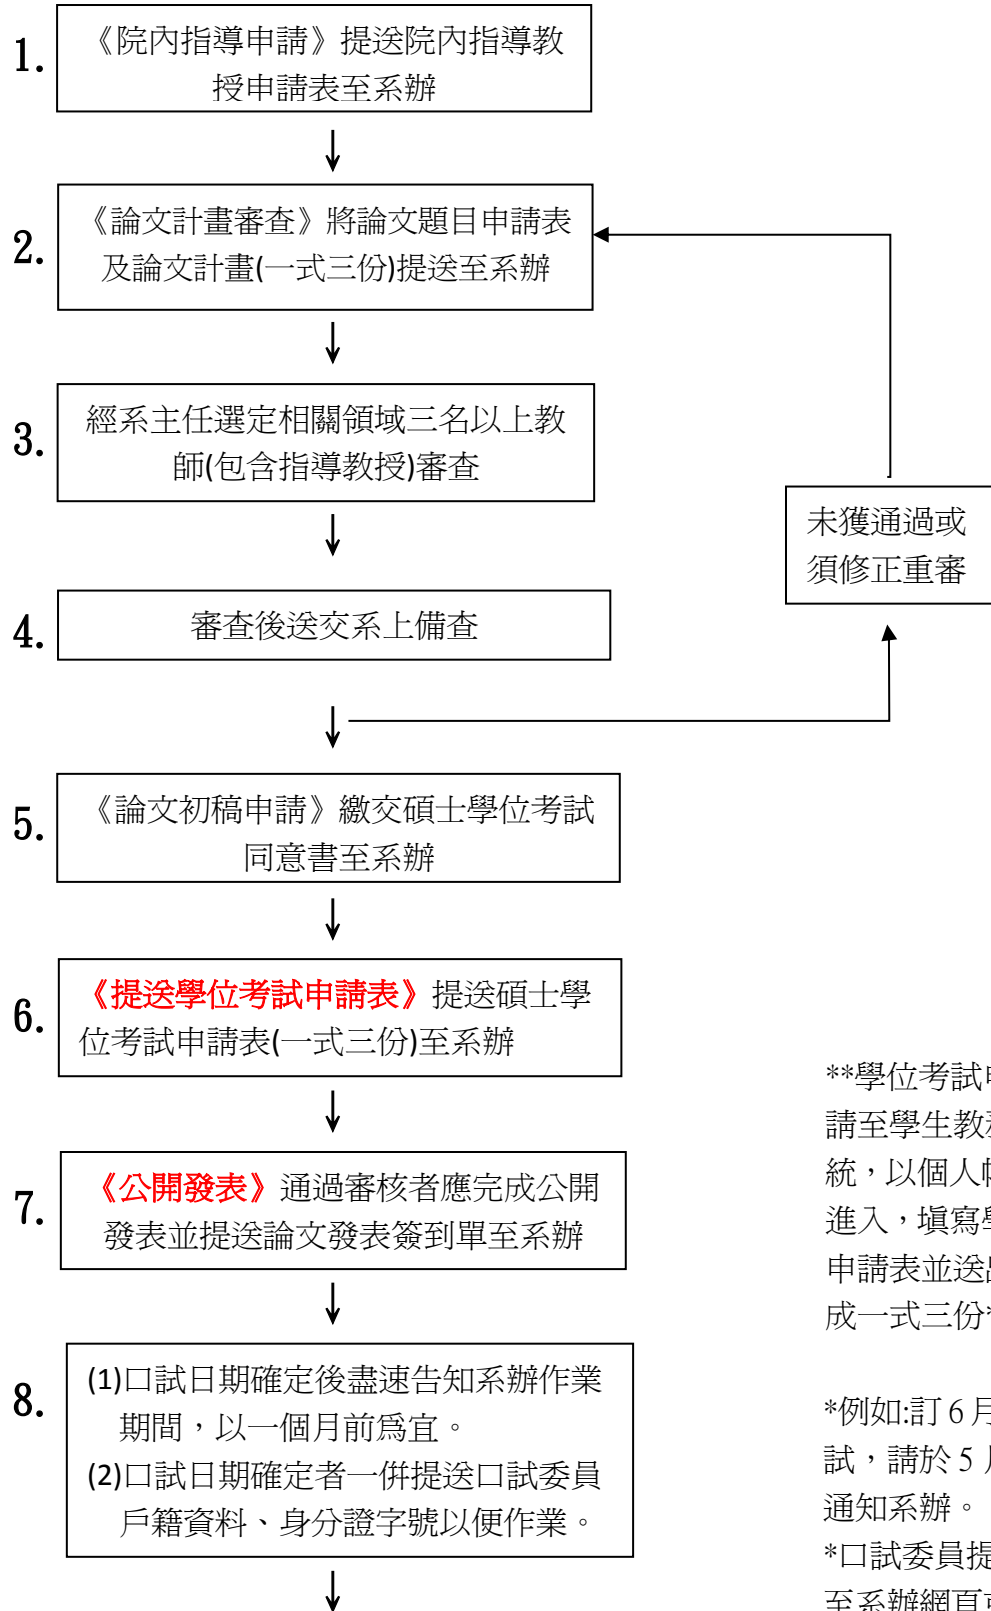 1.
《院內指導申請》提送院內指導教
授申請表至系辦
2.
《論文計畫審查》將論文題目申請表
及論文計畫(一式三份)提送至系辦
3.
經系主任選定相關領域三名以上教
師(包含指導教授)審查
未獲通過或
須修正重審
4.
審查後送交系上備查
5.
《論文初稿申請》繳交碩士學位考試
同意書至系辦
6.
《提送學位考試申請表》提送碩士學
位考試申請表(一式三份)至系辦
7.
《公開發表》通過審核者應完成公開
發表並提送論文發表簽到單至系辦
8.
(1)口試日期確定後盡速告知系辦作業
期間，以一個月前為宜。
(2)口試日期確定者一併提送口試委員
戶籍資料、身分證字號以便作業。
**學位考試申
請至學生教
統，以個人
進入，填寫
申請表並送
成一式三份
*例如:訂 6 月
試，請於 5 月
通知系辦。
*口試委員提
至系辦網頁